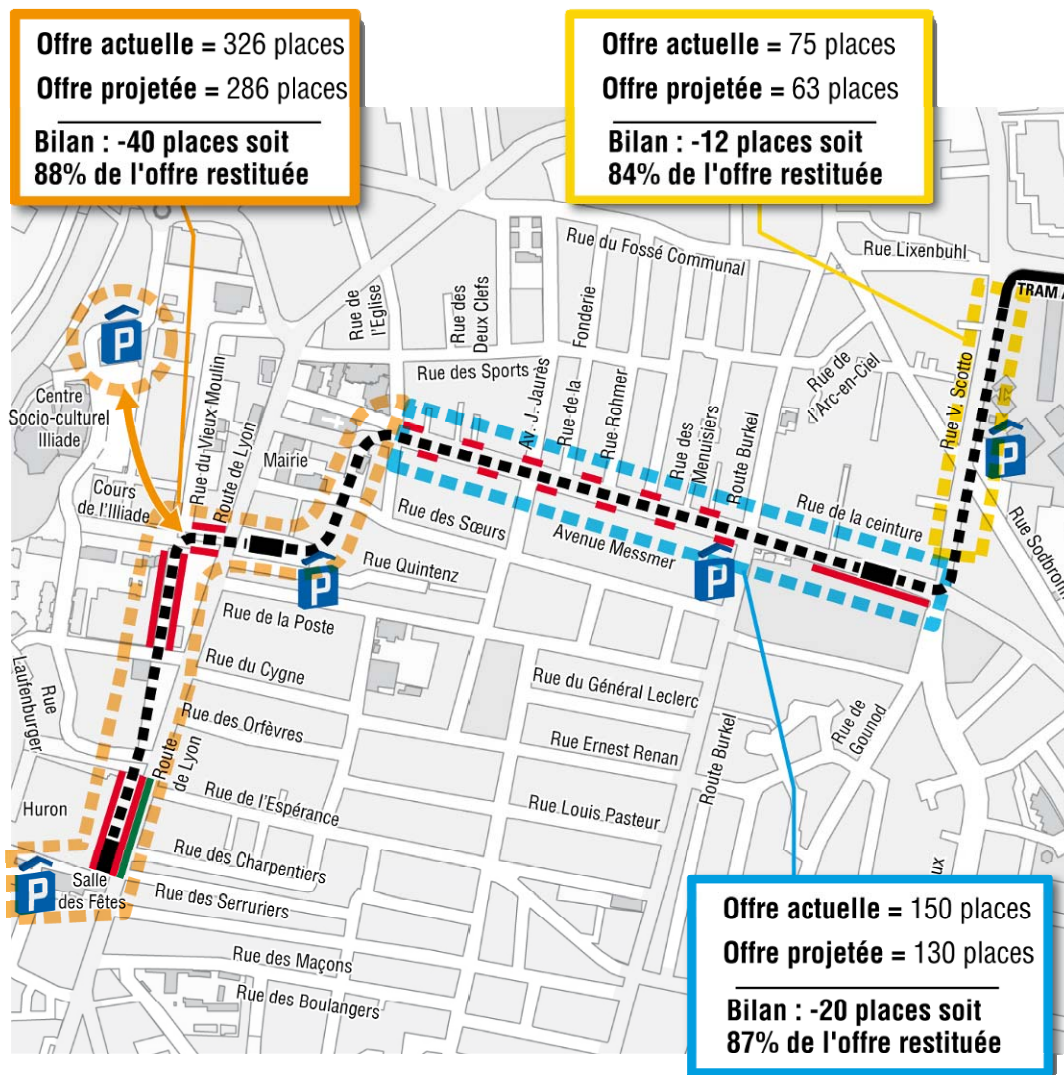 Offre actuelle = 326 places
Offre projetée = 286 places
Bilan : -40 places soit
88% de l'offre restituée
Offre actuelle = 75 places
Offre projetée = 63 places
Bilan : -12 places soit
84% de l'offre restituée
Rue du Fossé Communal
Rue Lixenbuhl
TRAM A
Rue de
l'Eglise
Rue des
Deux Clefs
Fonderie
Rue de la
Rue des Sports
Av. J. Jaurès
Rue Rohmer
Rue des
Menuisiers
Route Burkel
Rue de
l'Arc-en-Ciel
Rue V. Scotto
P
P
Centre
Socio-culturel
Illiade
Rue du Vieux Moulin
Route de Lyon
Mairie
Cours
de l'Illiade
Rue des Sœurs
Avenue Messmer
Rue de la ceinture
Rue Sodbronn
Rue Quintenz
P
P
Rue de la Poste
Rue du Cygne
Rue du Général Leclerc
Rue
Laufenburger
Rue des Orfèvres
Rue Ernest Renan
Route Burkel
Rue de
Gounod
Route
de Lyon
Rue de l'Espérance
Rue Louis Pasteur
Huron
Rue des Charpentiers
P
Salle
des Fêtes
Rue des Serruriers
ux
Rue des Maçons
Rue des Boulangers
Offre actuelle = 150 places
Offre projetée = 130 places
Bilan : -20 places soit
87% de l'offre restituée